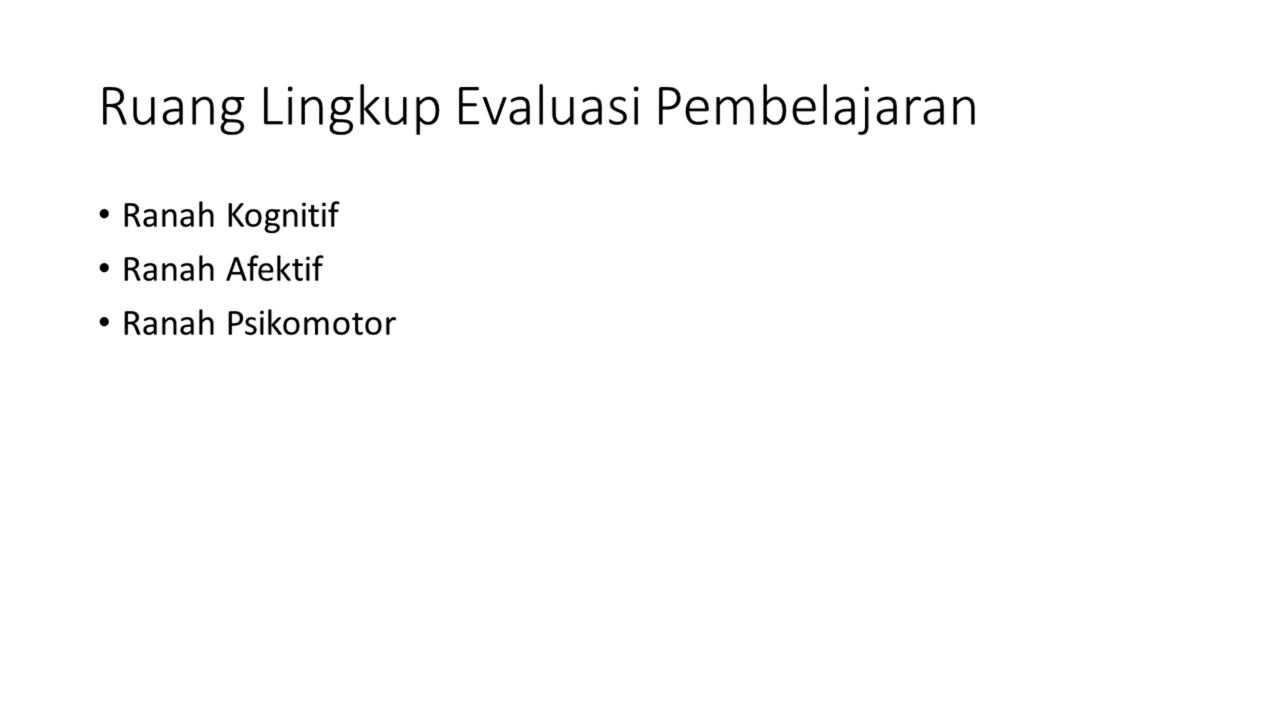 Ruang Lingkup Evaluasi Pembelajaran
• Ranah Kognitif
• Ranah Afektif
• Ranah Psikomotor